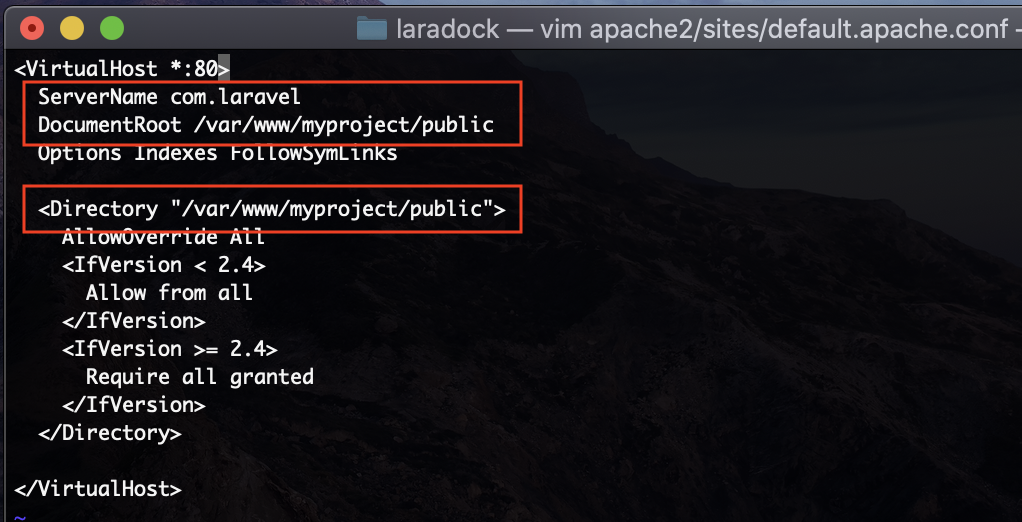 laradock — vim apache2/sites/default.apache.conf –
<VirtualHost *:80>
  ServerName com.laravel
  DocumentRoot /var/www/myproject/public
  Options Indexes FollowSymLinks

  <Directory "/var/www/myproject/public">
    AllowOverride All
    <IfVersion < 2.4>
      Allow from all
    </IfVersion>
    <IfVersion >= 2.4>
      Require all granted
    </IfVersion>
  </Directory>

</VirtualHost>
~